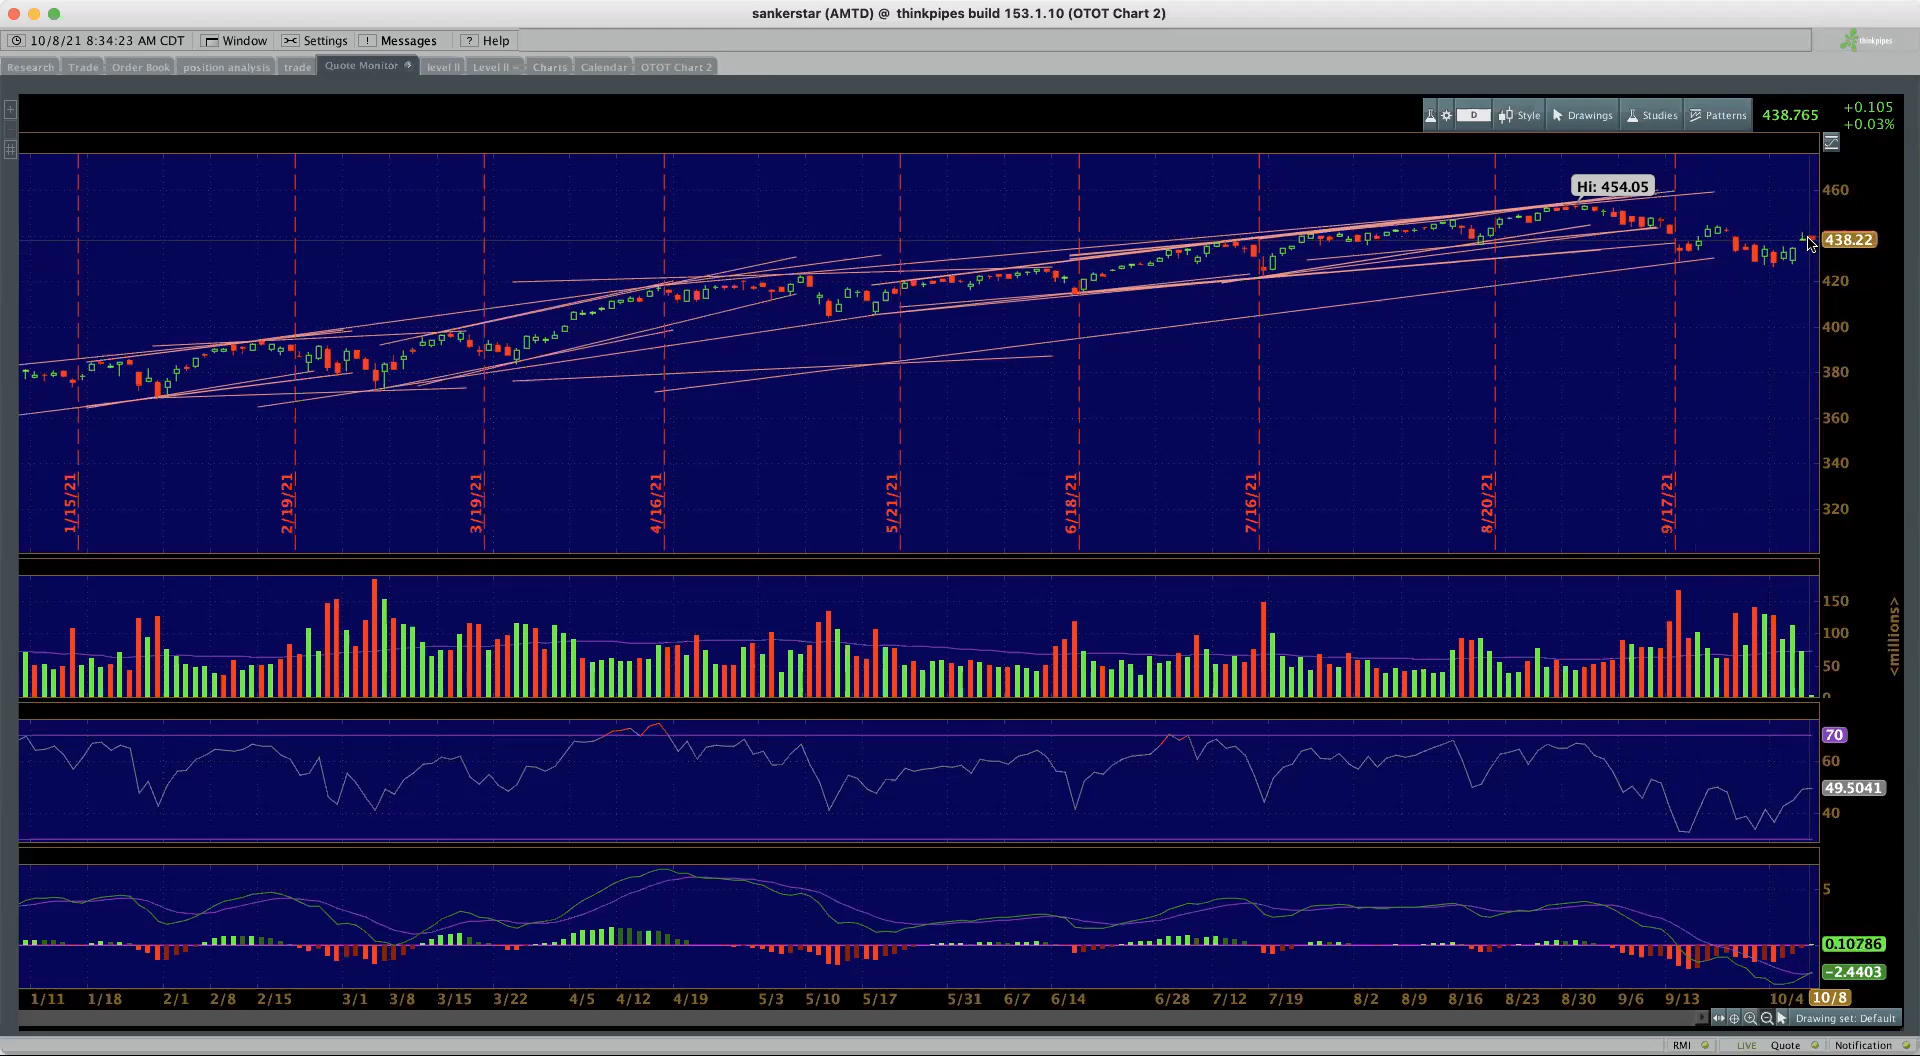 sankerstar (AMTD) @ thinkpipes build 153.1.10 (OTOT Chart 2)
10/8/21 8:34:23 AM CDT Window Settings ! Messages ? Help thinkpipes
Research Trade Order Book position analysis trade Quote Monitor level II Level II Charts Calendar OTOT Chart 2
D Style Drawings Studies Patterns 438.765 +0.105
+0.03%
Hi: 454.05
460
438.22
420
400
380
360
340
320
1/15/21 2/19/21 3/19/21 4/16/21 5/21/21 6/18/21 7/16/21 8/20/21 9/17/21
150
100
50
0
<millions>
70
60
49.5041
40
5
0.10786
-2.4403
1/11 1/18 2/1 2/8 2/15 3/1 3/8 3/15 3/22 4/5 4/12 4/19 5/3 5/10 5/17 5/31 6/7 6/14 6/28 7/12 7/19 8/2 8/9 8/16 8/23 8/30 9/6 9/13 10/4 10/8
Drawing set: Default
RMI LIVE Quote Notification